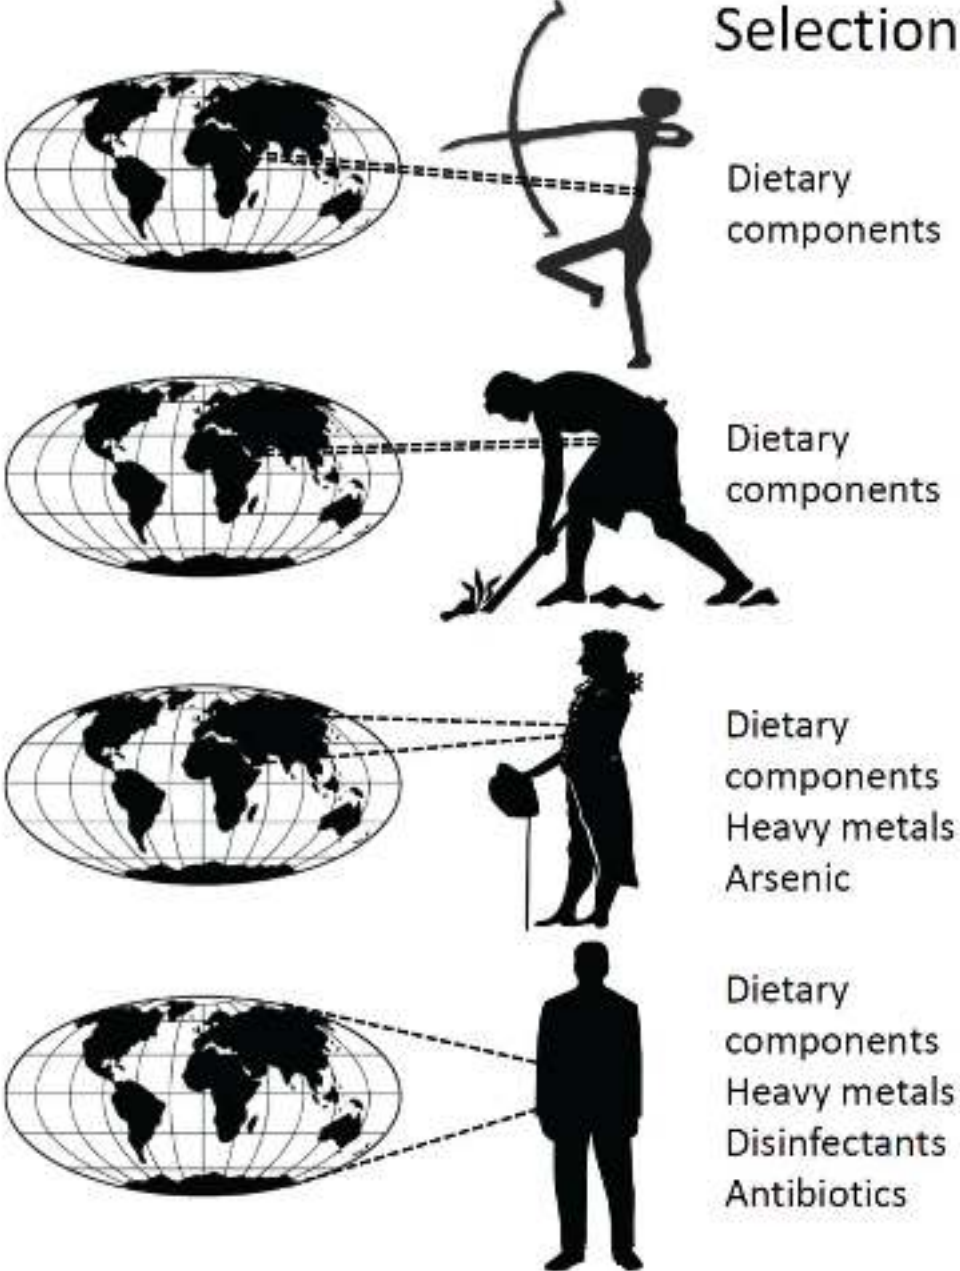 Selection
Dietary
components
Dietary
components
Dietary
components
Heavy metals
Arsenic
Dietary
components
Heavy metals
Disinfectants
Antibiotics